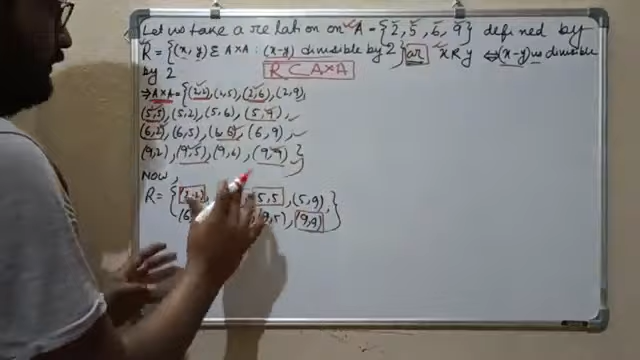 Let us take a relation on A = {2, 5, 6, 9} defined by
R = {(x, y) ∈ A×A : (x-y) divisible by 2} or xRy ⇔ (x-y) is divisible
by 2
R ⊂ A×A
⇒ A×A = {(2,2), (2,5), (2,6), (2,9),
(5,5), (5,2), (5,6), (5,9),
(6,2), (6,5), (6,6), (6,9)
(9,2), (9,5), (9,6), (9,9) }
Now,
R = { (2,2), 5,5), (5,9),
(6 (9,5), (9,9) }